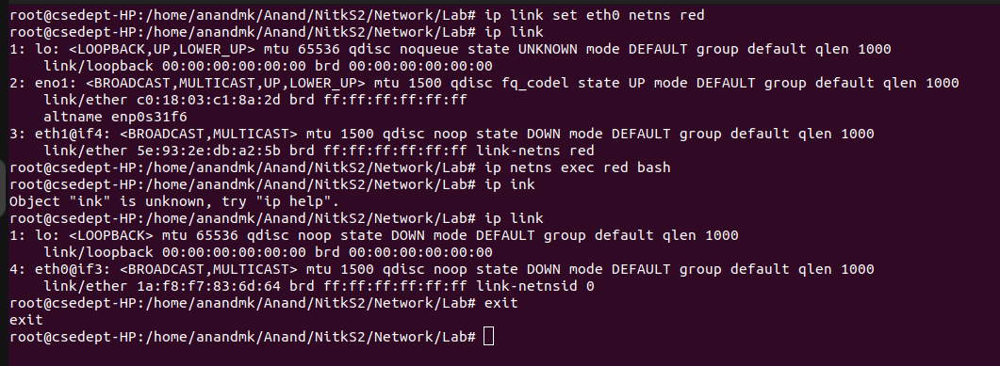 root@csedept-HP:/home/anandmk/Anand/NitkS2/Network/Lab# ip link set eth0 netns red
root@csedept-HP:/home/anandmk/Anand/NitkS2/Network/Lab# ip link
1: lo: <LOOPBACK,UP,LOWER_UP> mtu 65536 qdisc noqueue state UNKNOWN mode DEFAULT group default qlen 1000
    link/loopback 00:00:00:00:00:00 brd 00:00:00:00:00:00
2: eno1: <BROADCAST,MULTICAST,UP,LOWER_UP> mtu 1500 qdisc fq_codel state UP mode DEFAULT group default qlen 1000
    link/ether c0:18:03:c1:8a:2d brd ff:ff:ff:ff:ff:ff
    altname enp0s31f6
3: eth1@if4: <BROADCAST,MULTICAST> mtu 1500 qdisc noop state DOWN mode DEFAULT group default qlen 1000
    link/ether 5e:93:2e:db:a2:5b brd ff:ff:ff:ff:ff:ff link-netns red
root@csedept-HP:/home/anandmk/Anand/NitkS2/Network/Lab# ip netns exec red bash
root@csedept-HP:/home/anandmk/Anand/NitkS2/Network/Lab# ip ink
Object "ink" is unknown, try "ip help".
root@csedept-HP:/home/anandmk/Anand/NitkS2/Network/Lab# ip link
1: lo: <LOOPBACK> mtu 65536 qdisc noop state DOWN mode DEFAULT group default qlen 1000
    link/loopback 00:00:00:00:00:00 brd 00:00:00:00:00:00
4: eth0@if3: <BROADCAST,MULTICAST> mtu 1500 qdisc noop state DOWN mode DEFAULT group default qlen 1000
    link/ether 1a:f8:f7:83:6d:64 brd ff:ff:ff:ff:ff:ff link-netnsid 0
root@csedept-HP:/home/anandmk/Anand/NitkS2/Network/Lab# exit
exit
root@csedept-HP:/home/anandmk/Anand/NitkS2/Network/Lab#